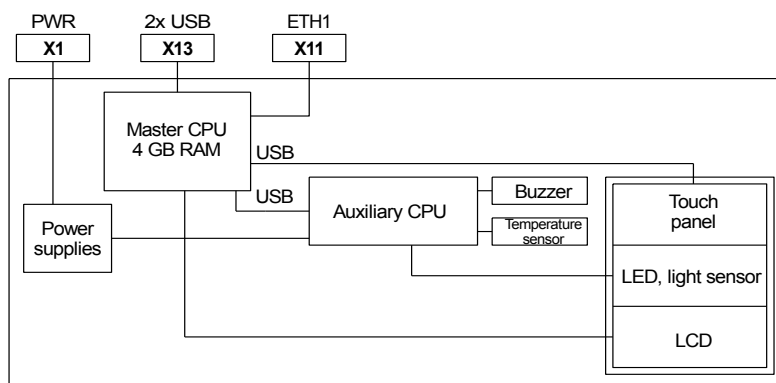 PWR
2x USB
ETH1
X1
X13
X11
Master CPU
4 GB RAM
USB
USB
Auxiliary CPU
Buzzer
Temperature
sensor
Power
supplies
Touch
panel
LED, light sensor
LCD